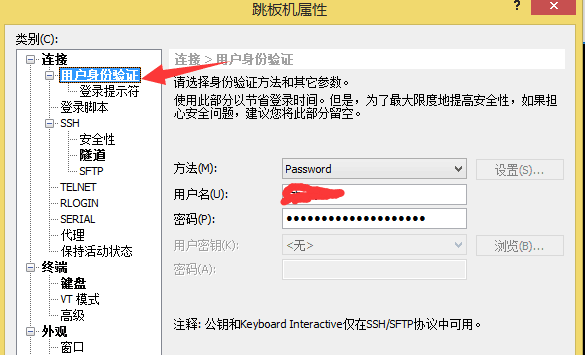 跳板机属性
类别(C):
连接
用户身份验证
登录提示符
登录脚本
SSH
安全性
隧道
SFTP
TELNET
RLOGIN
SERIAL
代理
保持活动状态
终端
键盘
VT 模式
高级
外观
窗口
连接 > 用户身份验证
请选择身份验证方法和其它参数。
使用此部分以节省登录时间。但是，为了最大限度地提高安全性，如果担
心安全问题，建议您将此部分留空。
方法(M): Password 设置(S)...
用户名(U):
密码(P): ●●●●●●●●●●●●●●●●●●●●
用户密钥(K): <无> 浏览(B)...
密码(A):
注释: 公钥和Keyboard Interactive仅在SSH/SFTP协议中可用。